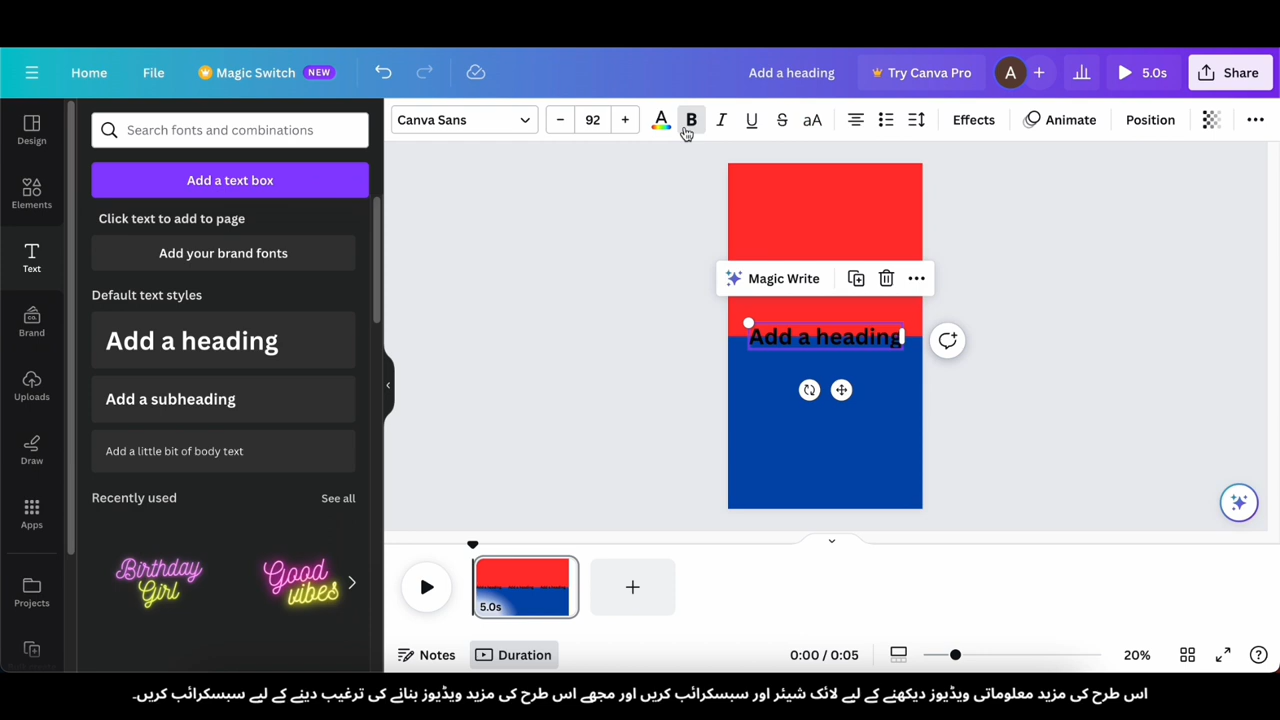 Home File Magic Switch NEW Add a heading Try Canva Pro A 5.0s Share
Canva Sans 92 A B I U S aA Effects Animate Position
Design
Elements
Text
Brand
Uploads
Draw
Apps
Projects
Search fonts and combinations
Add a text box
Click text to add to page
Add your brand fonts
Default text styles
Add a heading
Add a subheading
Add a little bit of body text
Recently used See all
Birthday
Girl
Good
vibes
Magic Write
Add a heading
5.0s
Notes Duration 0:00 / 0:05 20%
اس طرح کی مزید معلوماتی ویڈیوز دیکھنے کے لیے لائک شیئر اور سبسکرائب کریں اور مجھے اس طرح کی مزید ویڈیوز بنانے کی ترغیب دینے کے لیے سبسکرائب کریں۔